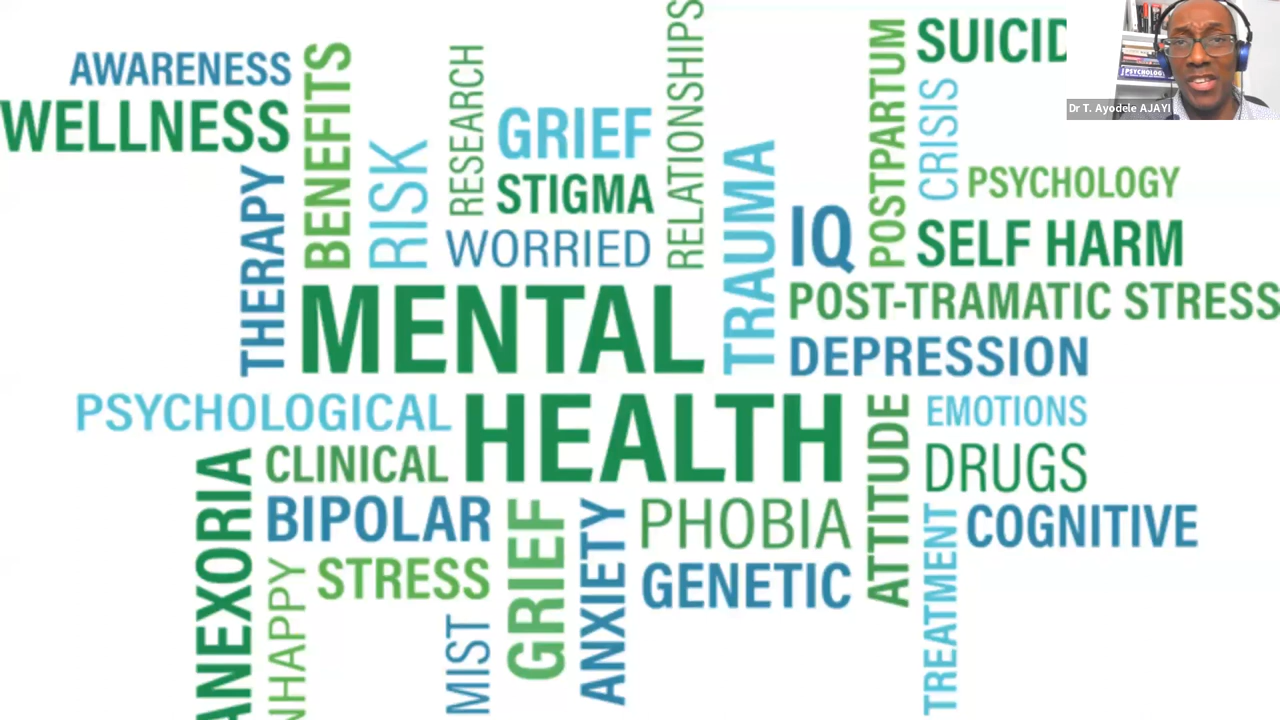 AWARENESS
WELLNESS
THERAPY
BENEFITS
RISK
RESEARCH
GRIEF
STIGMA
WORRIED
RELATIONSHIPS
TRAUMA
IQ
POSTPARTUM
SUICID
CRISIS
PSYCHOLOGY
SELF HARM
POST-TRAMATIC STRESS
DEPRESSION
MENTAL
HEALTH
PSYCHOLOGICAL
CLINICAL
BIPOLAR
STRESS
ANEXORIA
NHAPPY
MIST
GRIEF
ANXIETY
PHOBIA
GENETIC
ATTITUDE
EMOTIONS
DRUGS
COGNITIVE
TREATMENT
PSYCHOLOGY
Dr T. Ayodele AJAYI